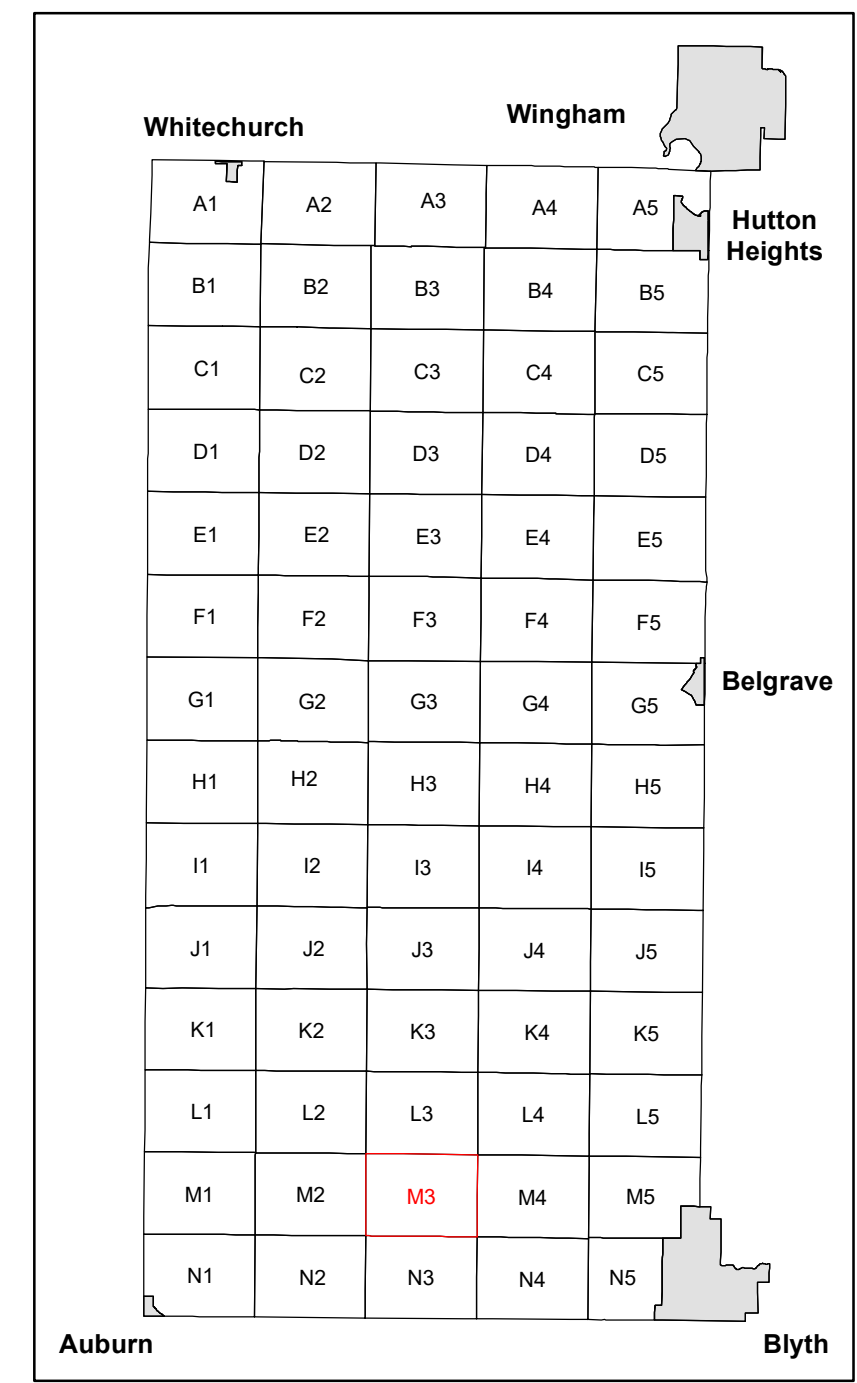 Wingham
Whitechurch
A1 A2 A3 A4 A5
Hutton
Heights
B1 B2 B3 B4 B5
C1 C2 C3 C4 C5
D1 D2 D3 D4 D5
E1 E2 E3 E4 E5
F1 F2 F3 F4 F5
Belgrave
G1 G2 G3 G4 G5
H1 H2 H3 H4 H5
I1 I2 I3 I4 I5
J1 J2 J3 J4 J5
K1 K2 K3 K4 K5
L1 L2 L3 L4 L5
M1 M2 M3 M4 M5
N1 N2 N3 N4 N5
Auburn Blyth